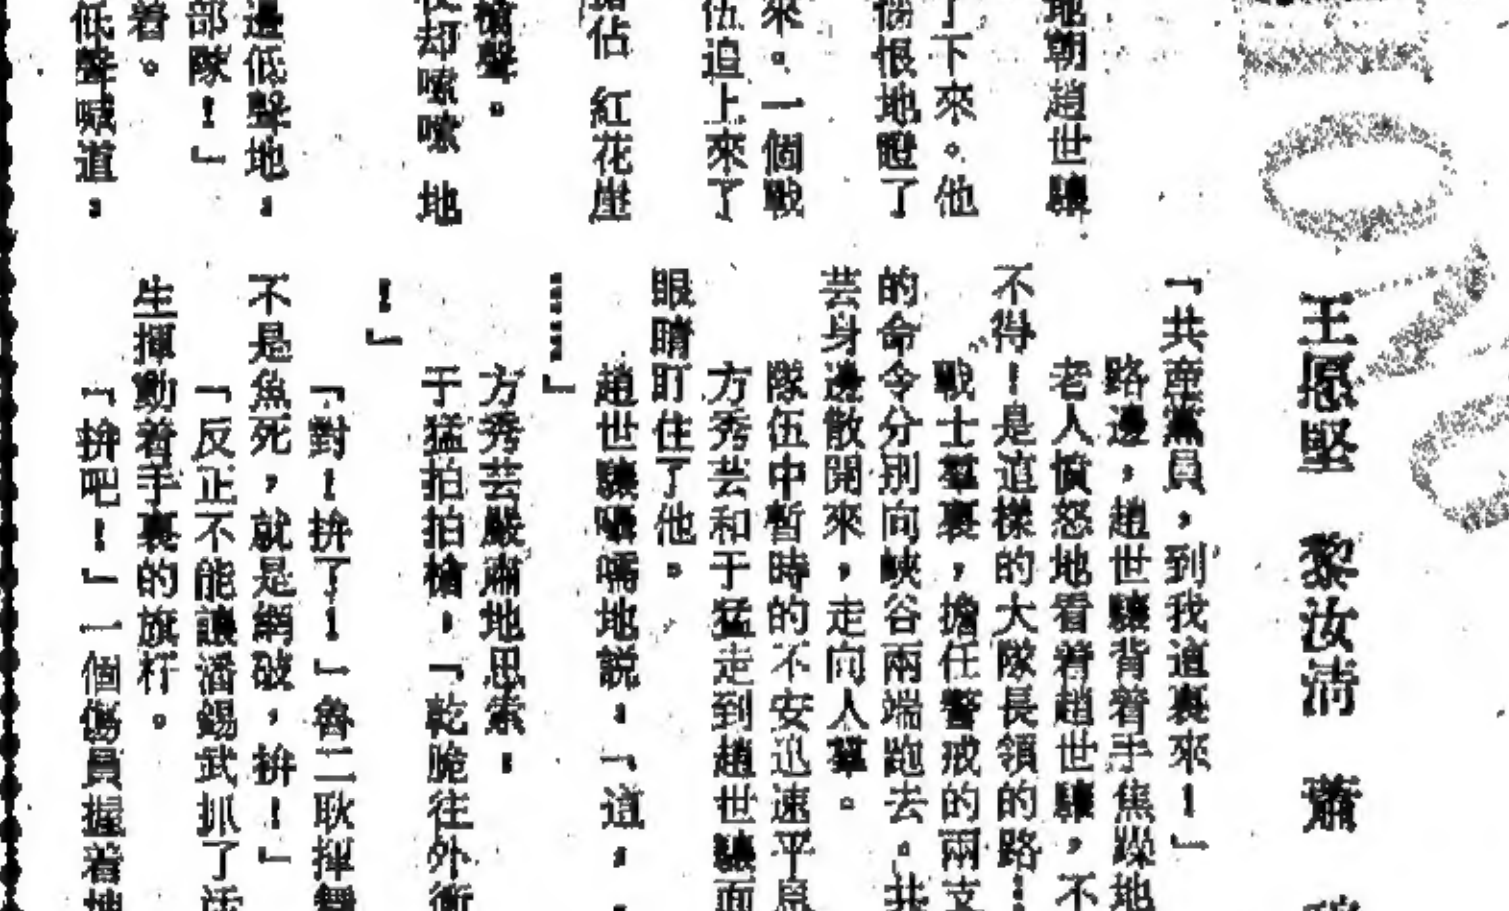 王愿堅　黎汝清　蕭
地朝趙世驤
了下來。他
恨地瞪了
來。一個戰
伍追上來了
佔 紅花崖
槍聲。
却嗽嗽 地
邊低聲地：
部隊！」
着。
低聲喊道：
「共產黨員，到我這裏來！」
路邊，趙世驤背着手焦躁地
老人憤怒地看着趙世驤，不
不得！是這樣的大隊長領的路！
戰士羣裏，擔任警戒的兩支
的命令分別向峽谷兩端跑去。共
芸身邊散開來，走向人羣。
隊伍中暫時的不安迅速平息
方秀芸和于猛走到趙世驤面
眼睛盯住了他。
趙世驤囁嚅地説：「這，
……」
方秀芸嚴肅地思索：
于猛拍拍槍：「乾脆往外衝
！」
「對！拚了！」魯二耿揮舞
不是魚死，就是網破，拚！」
「反正不能讓潘錫武抓了活
生揮動着手裏的旗杆。
「拚吧！」一個傷員握着地